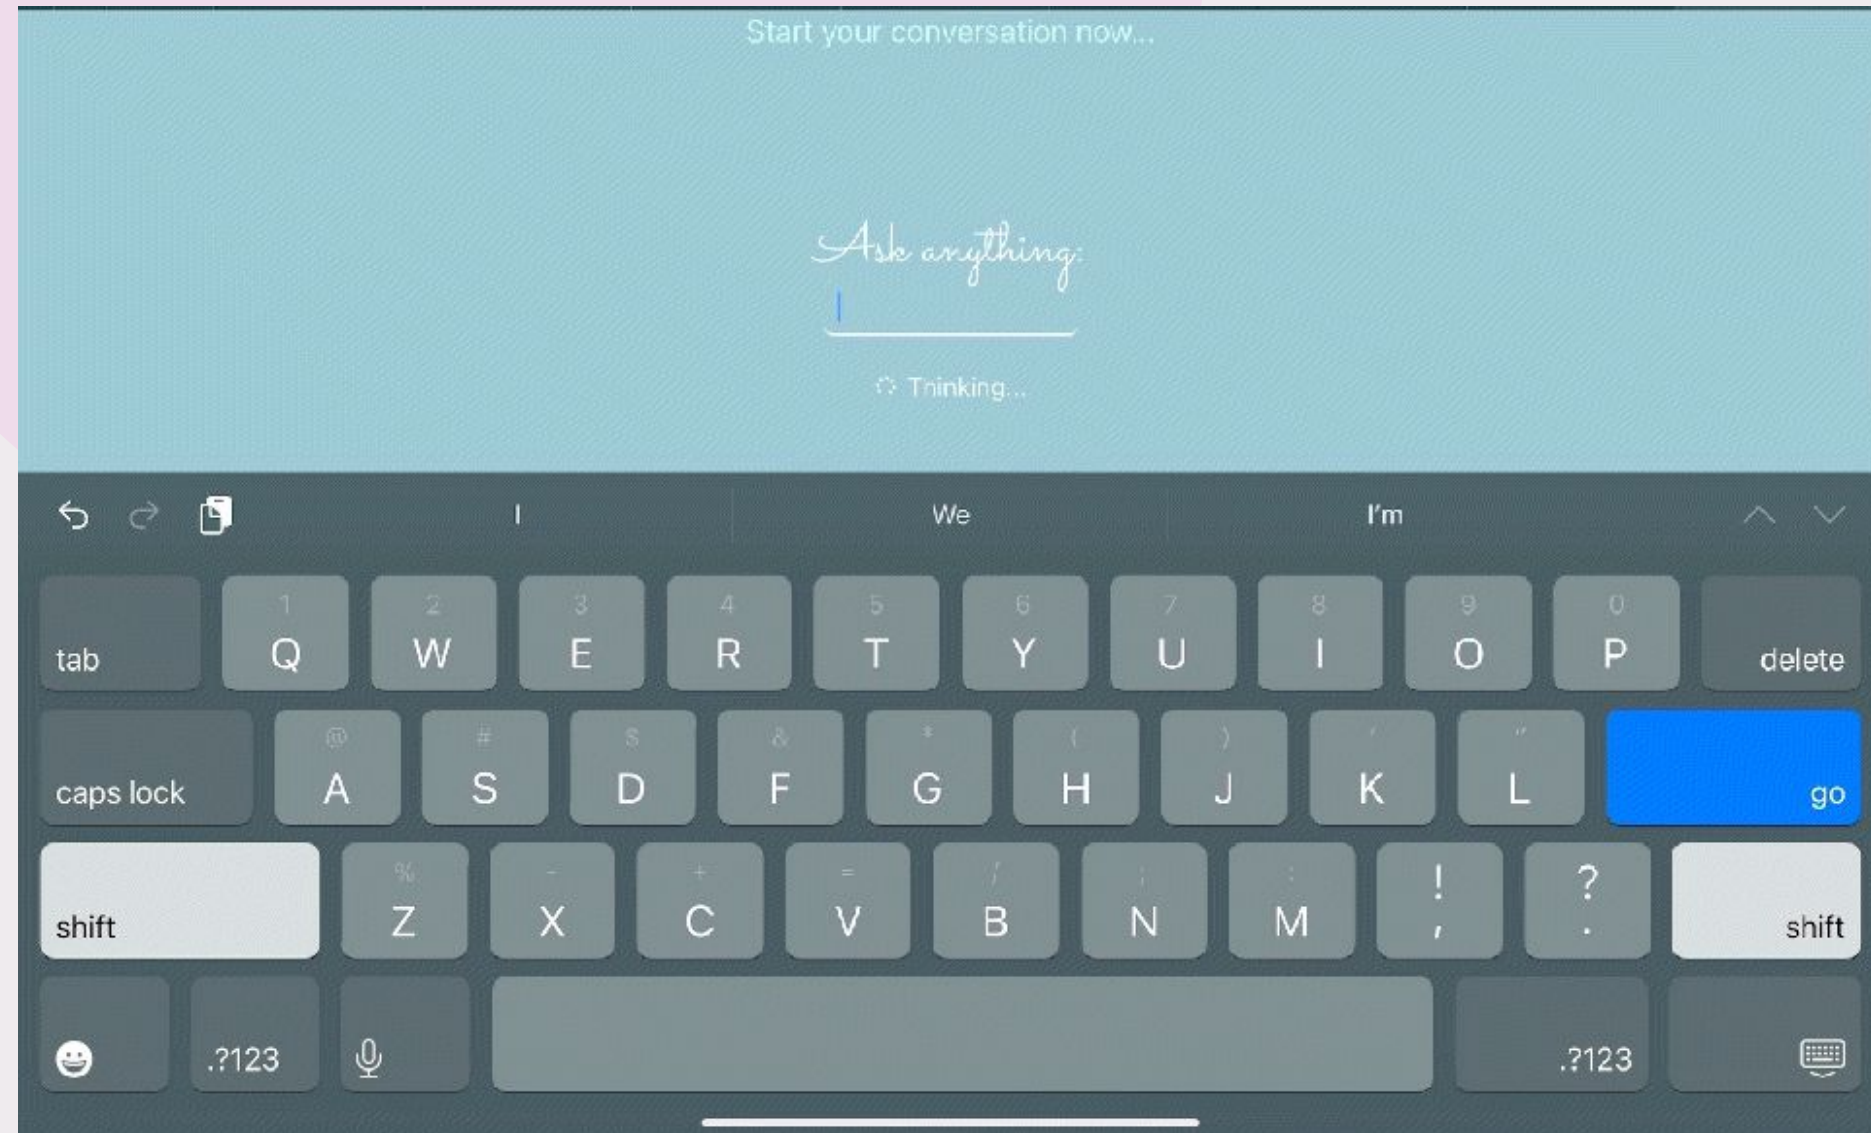 Start your conversation now...
Ask anything:
Thinking...
I We I'm
1 2 3 4 5 6 7 8 9 0
tab Q W E R T Y U I O P delete
@ # $ & * ( ) ' "
caps lock A S D F G H J K L go
% - + = / ; : ! ?
shift Z X C V B N M , . shift
.?123 .?123